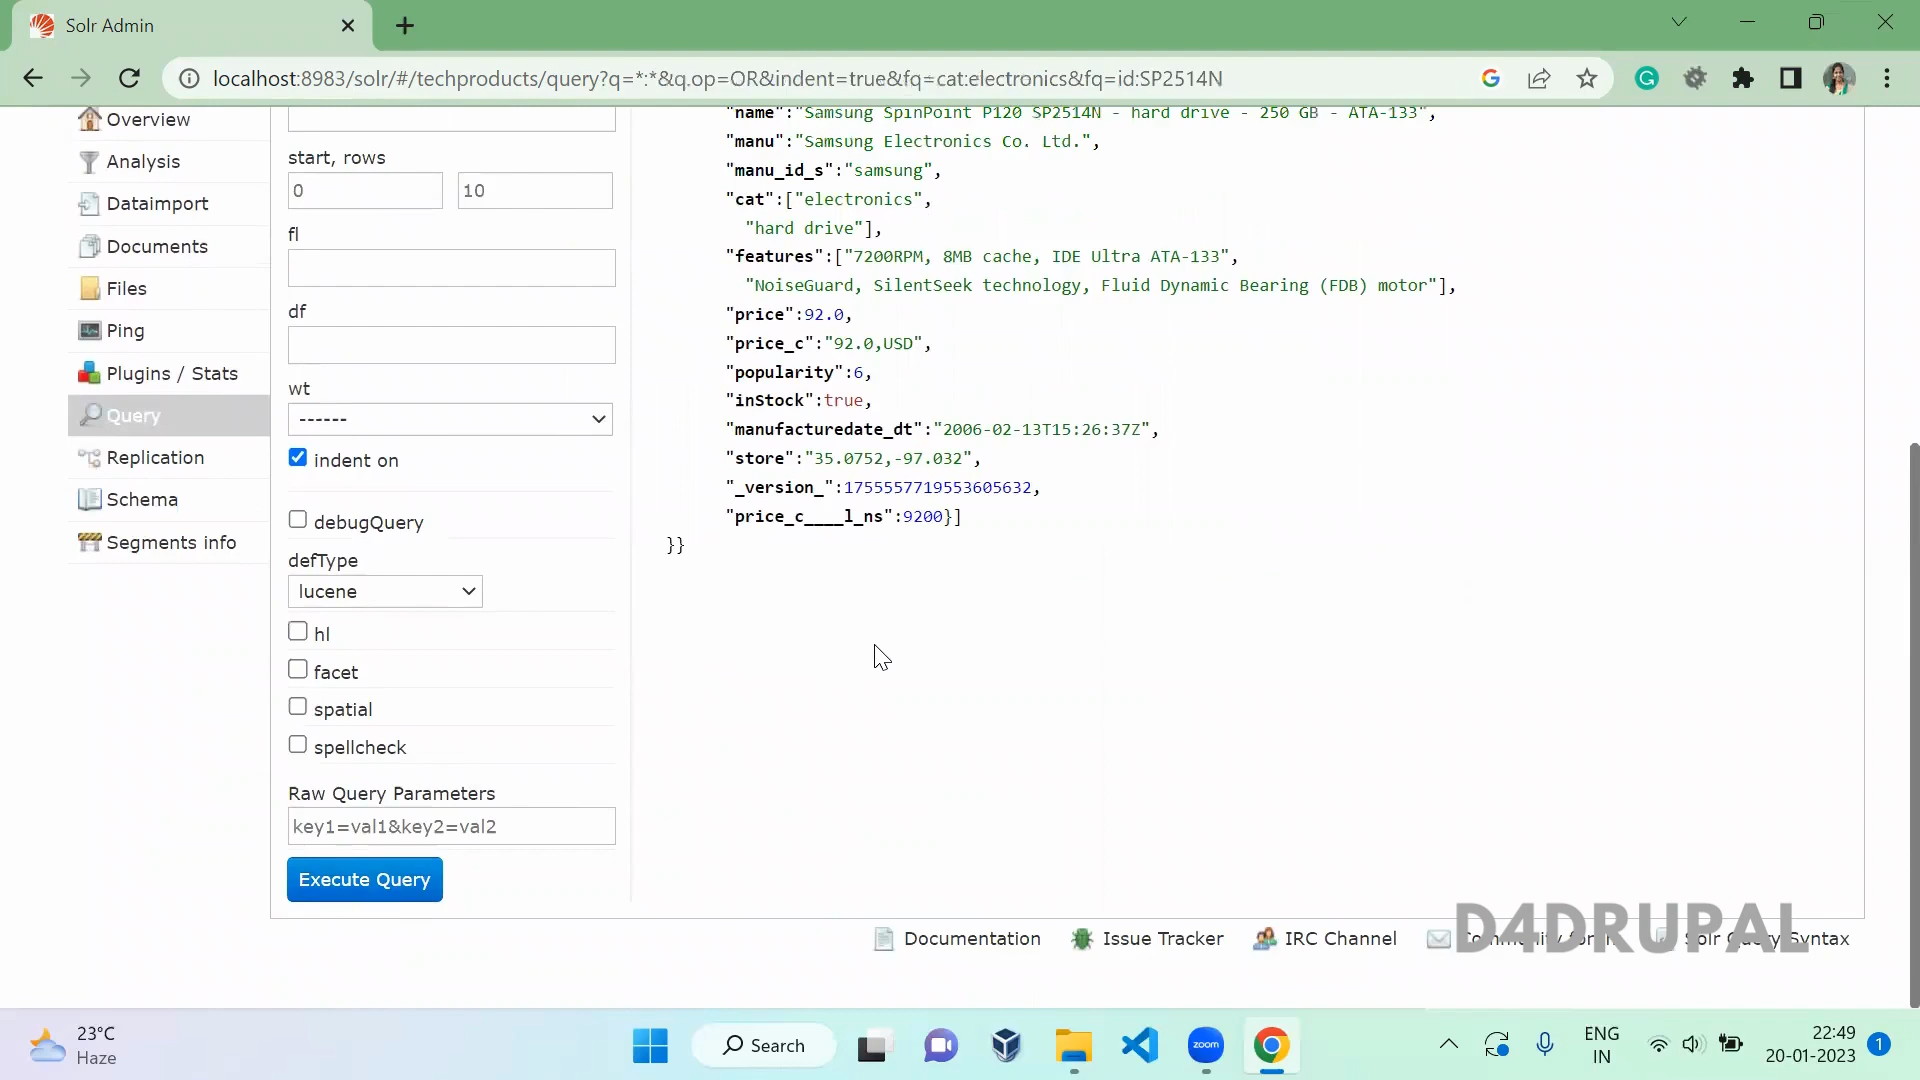 Solr Admin
localhost:8983/solr/#/techproducts/query?q=*:*&q.op=OR&indent=true&fq=cat:electronics&fq=id:SP2514N
Overview
Analysis
Dataimport
Documents
Files
Ping
Plugins / Stats
Query
Replication
Schema
Segments info
start, rows
0 10
fl
df
wt
------
indent on
debugQuery
defType
lucene
hl
facet
spatial
spellcheck
Raw Query Parameters
key1=val1&key2=val2
Execute Query
"name":"Samsung SpinPoint P120 SP2514N - hard drive - 250 GB - ATA-133",
"manu":"Samsung Electronics Co. Ltd.",
"manu_id_s":"samsung",
"cat":["electronics",
"hard drive"],
"features":["7200RPM, 8MB cache, IDE Ultra ATA-133",
"NoiseGuard, SilentSeek technology, Fluid Dynamic Bearing (FDB) motor"],
"price":92.0,
"price_c":"92.0,USD",
"popularity":6,
"inStock":true,
"manufacturedate_dt":"2006-02-13T15:26:37Z",
"store":"35.0752,-97.032",
"_version_":1755557719553605632,
"price_c____l_ns":9200}]
}}
Documentation Issue Tracker IRC Channel Solr Query Syntax
D4DRUPAL
23°C
Haze
Search
zoom
ENG
IN
22:49
20-01-2023
1